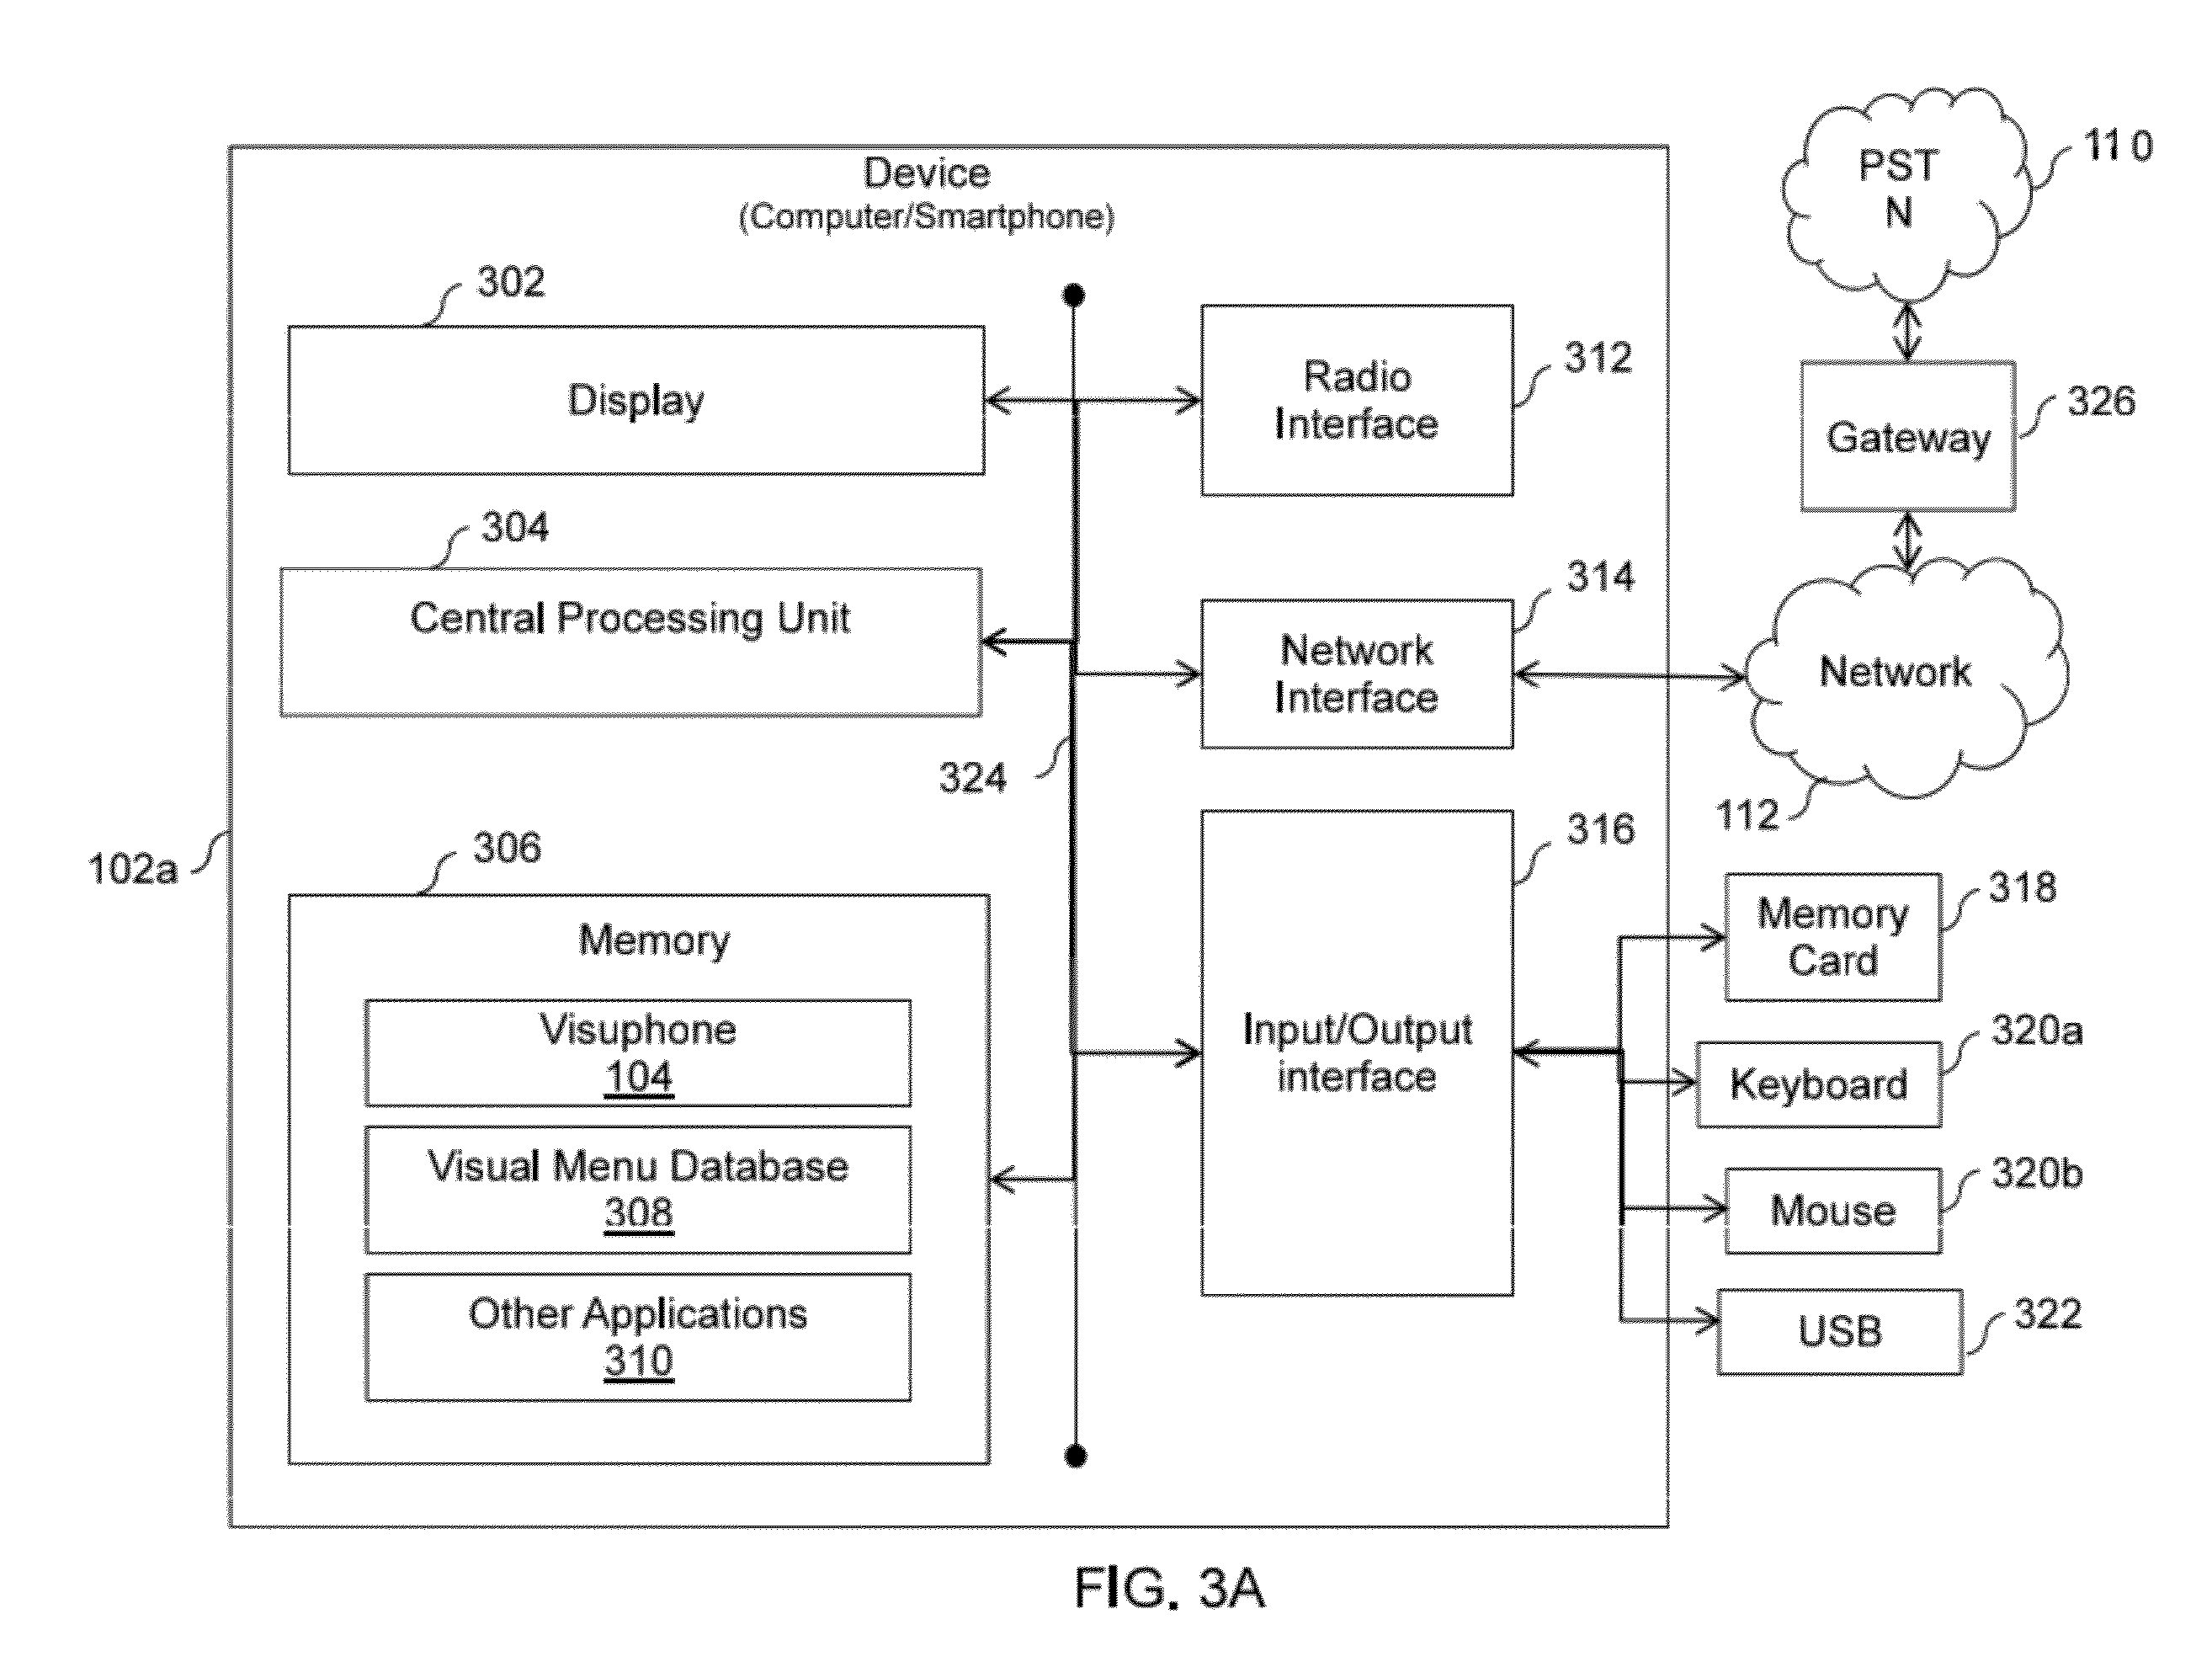 Device
(Computer/Smartphone)
PST
N
110
302
Display
Radio
Interface
312
Gateway
326
304
Central Processing Unit
314
Network
Interface
Network
112
324
102a
306
Memory
Visuphone
104
Visual Menu Database
308
Other Applications
310
316
Input/Output
interface
Memory
Card
318
Keyboard
320a
Mouse
320b
USB
322
FIG. 3A